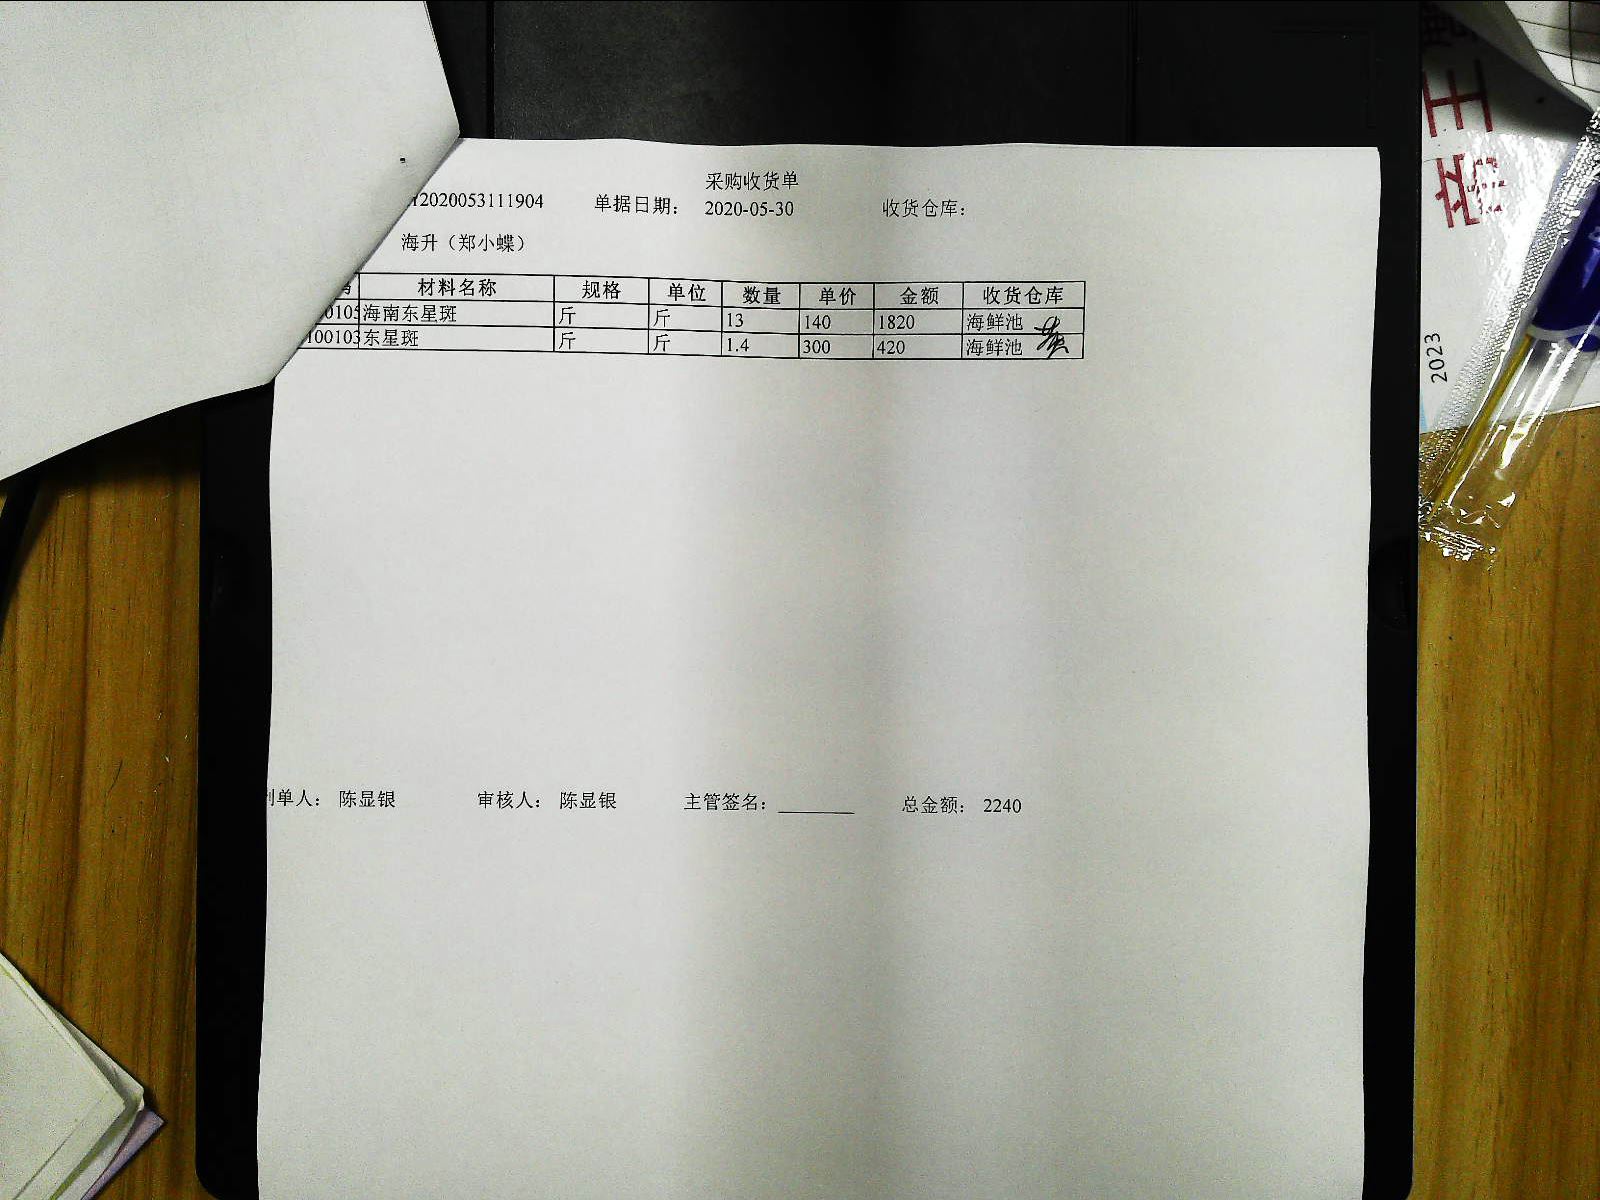 采购收货单
2020053111904 单据日期： 2020-05-30 收货仓库：
海升（郑小蝶）
材料名称 规格 单位 数量 单价 金额 收货仓库
0105 海南东星斑 斤 斤 13 140 1820 海鲜池
100103 东星斑 斤 斤 1.4 300 420 海鲜池
制单人： 陈显银 审核人： 陈显银 主管签名： 总金额： 2240
2023